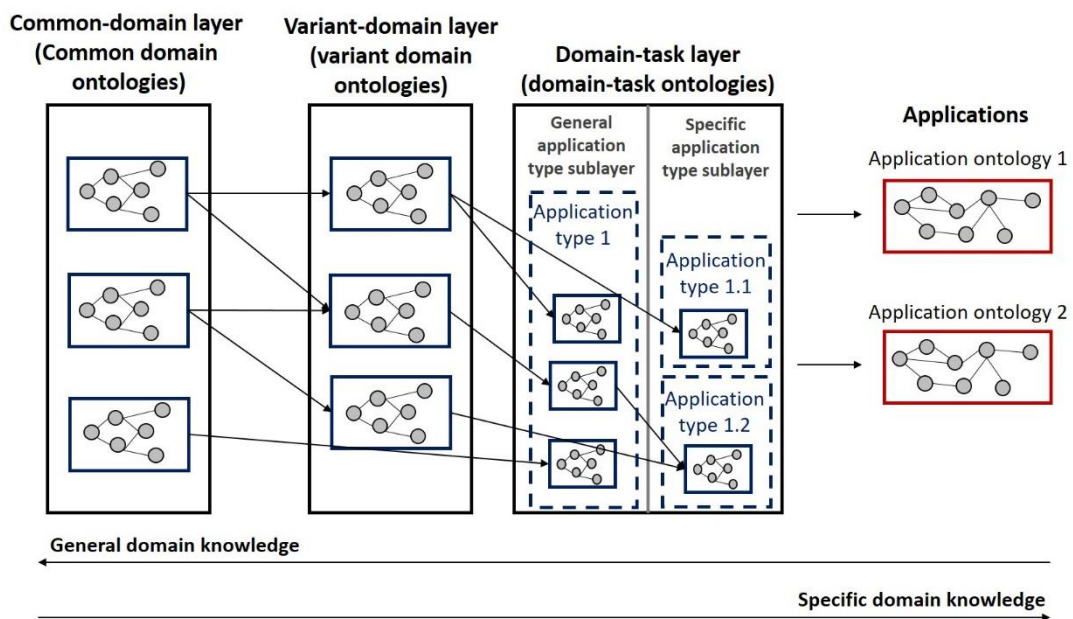 Common-domain layer
(Common domain
ontologies)
Variant-domain layer
(variant domain
ontologies)
Domain-task layer
(domain-task ontologies)
General
application
type sublayer
Specific
application
type sublayer
Application
type 1
Application
type 1.1
Application
type 1.2
Applications
Application ontology 1
Application ontology 2
General domain knowledge
Specific domain knowledge